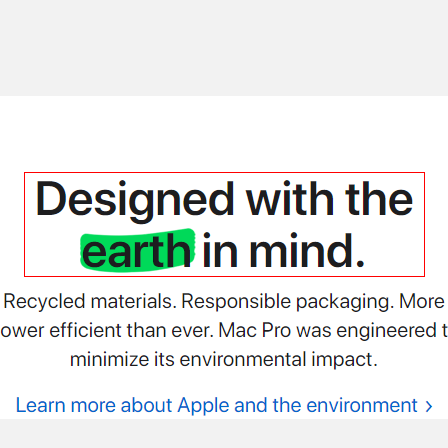 Designed with the
earth in mind.
Recycled materials. Responsible packaging. More
ower efficient than ever. Mac Pro was engineered t
minimize its environmental impact.
Learn more about Apple and the environment ›